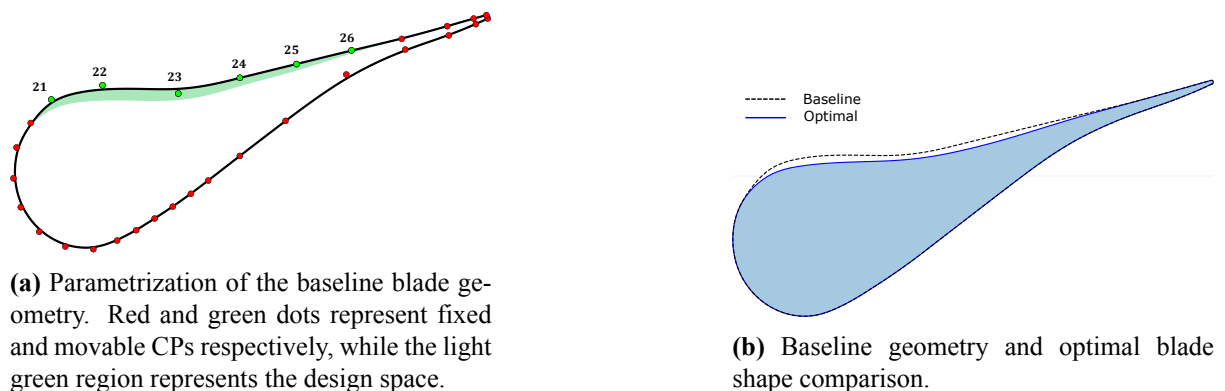 21
22
23
24
25
26
(a) Parametrization of the baseline blade ge-
ometry. Red and green dots represent fixed
and movable CPs respectively, while the light
green region represents the design space.
Baseline
Optimal
(b) Baseline geometry and optimal blade
shape comparison.